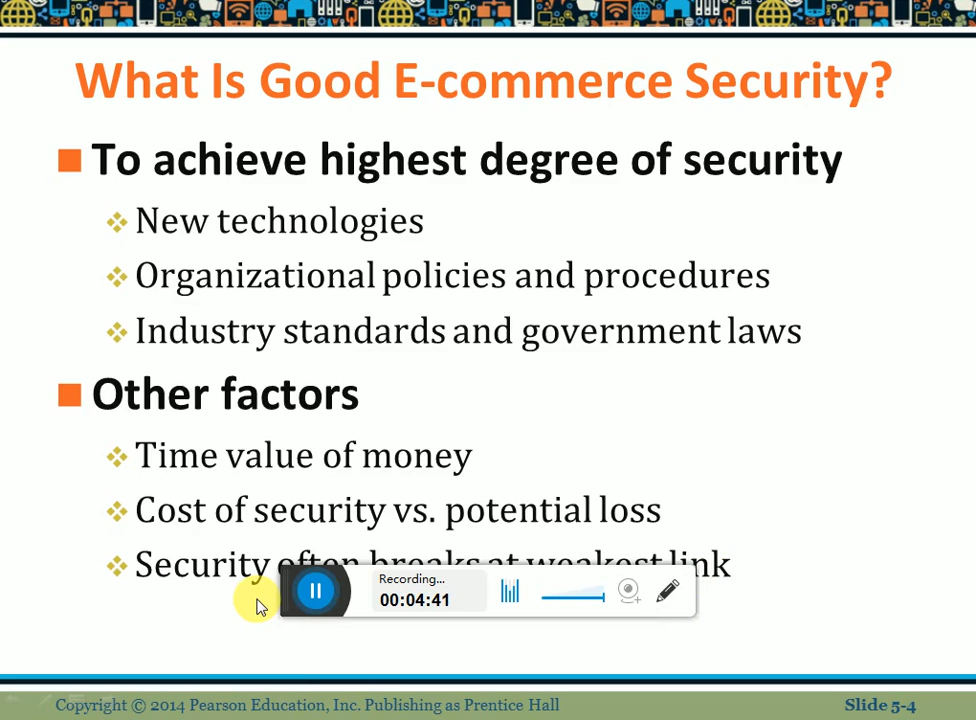 What Is Good E-commerce Security?
To achieve highest degree of security
New technologies
Organizational policies and procedures
Industry standards and government laws
Other factors
Time value of money
Cost of security vs. potential loss
Security often breaks at weakest link
Recording...
00:04:41
Copyright © 2014 Pearson Education, Inc. Publishing as Prentice Hall
Slide 5-4